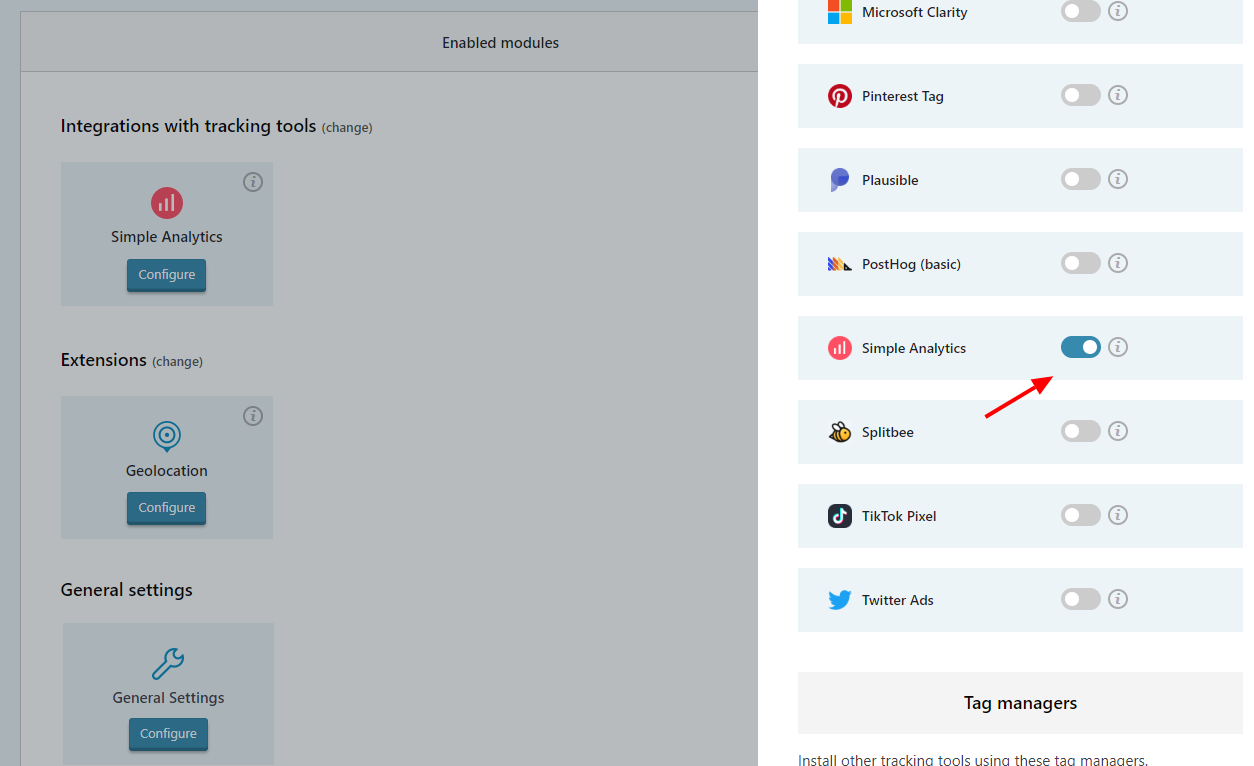 Enabled modules
Integrations with tracking tools (change)
Simple Analytics
Configure
Extensions (change)
Geolocation
Configure
General settings
General Settings
Configure
Microsoft Clarity
Pinterest Tag
Plausible
PostHog (basic)
Simple Analytics
Splitbee
TikTok Pixel
Twitter Ads
Tag managers
Install other tracking tools using these tag managers.